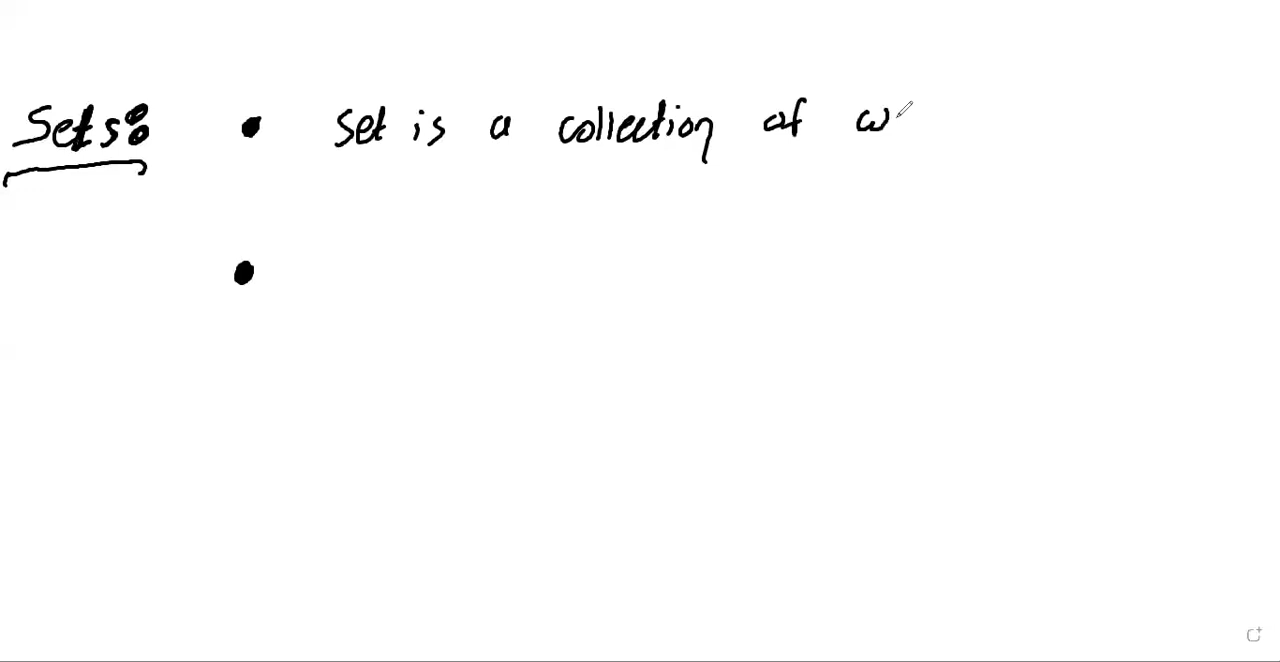 Sets: • Set is a collection of w
•